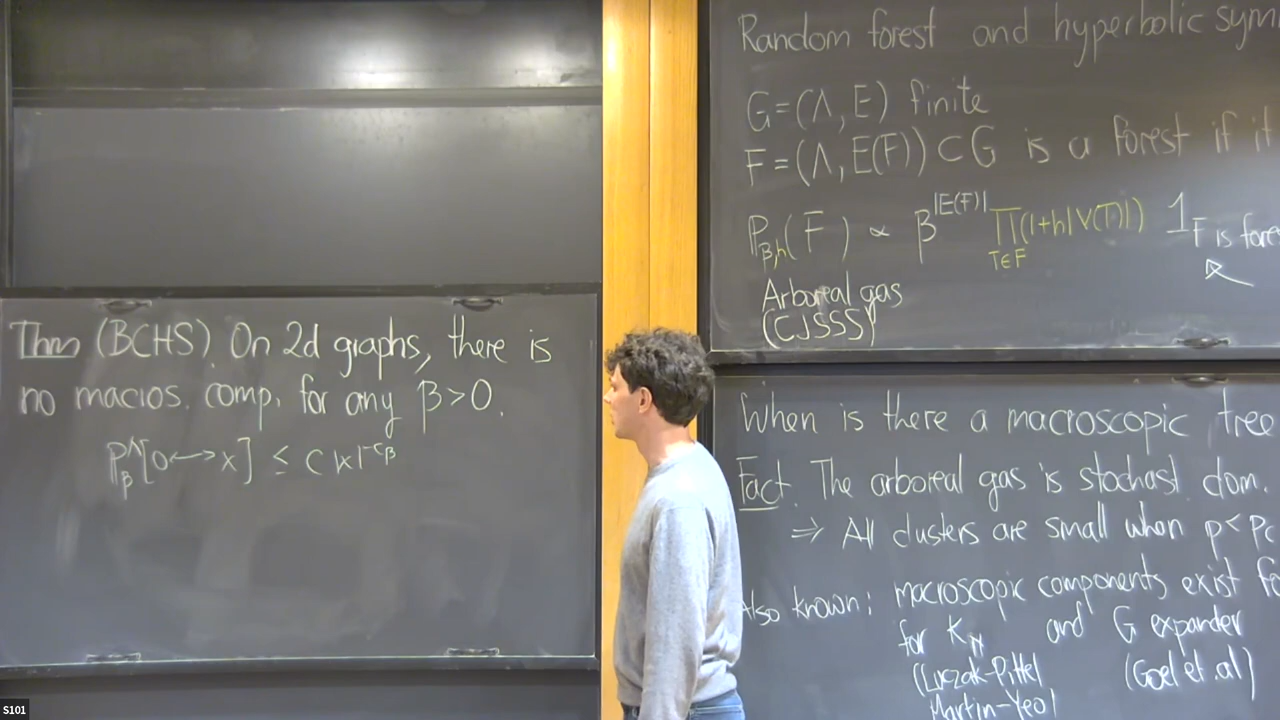 Thm (BCHS). On 2d graphs, there is
no macros. comp. for any β>0.
P^Λ_β[0⟷x] ≤ C|x|^{-c_β}
Random forest and hyperbolic sym
G=(Λ,E) finite
F=(Λ,E(F))⊂G is a forest if it
P_{β,h}(F) ∝ β^{|E(F)|} ∏_{T∈F}(1+h|V(T)|) 1_{F is fore
Arboreal gas
(CJSSS)
When is there a macroscopic tree
Fact. The arboreal gas is stochast. dom.
⇒ All clusters are small when p<p_c
Also known: macroscopic components exist fo
for K_N and G expander
(Łuczak-Pittel (Goel et.al)
Martin-Yeo)
S101